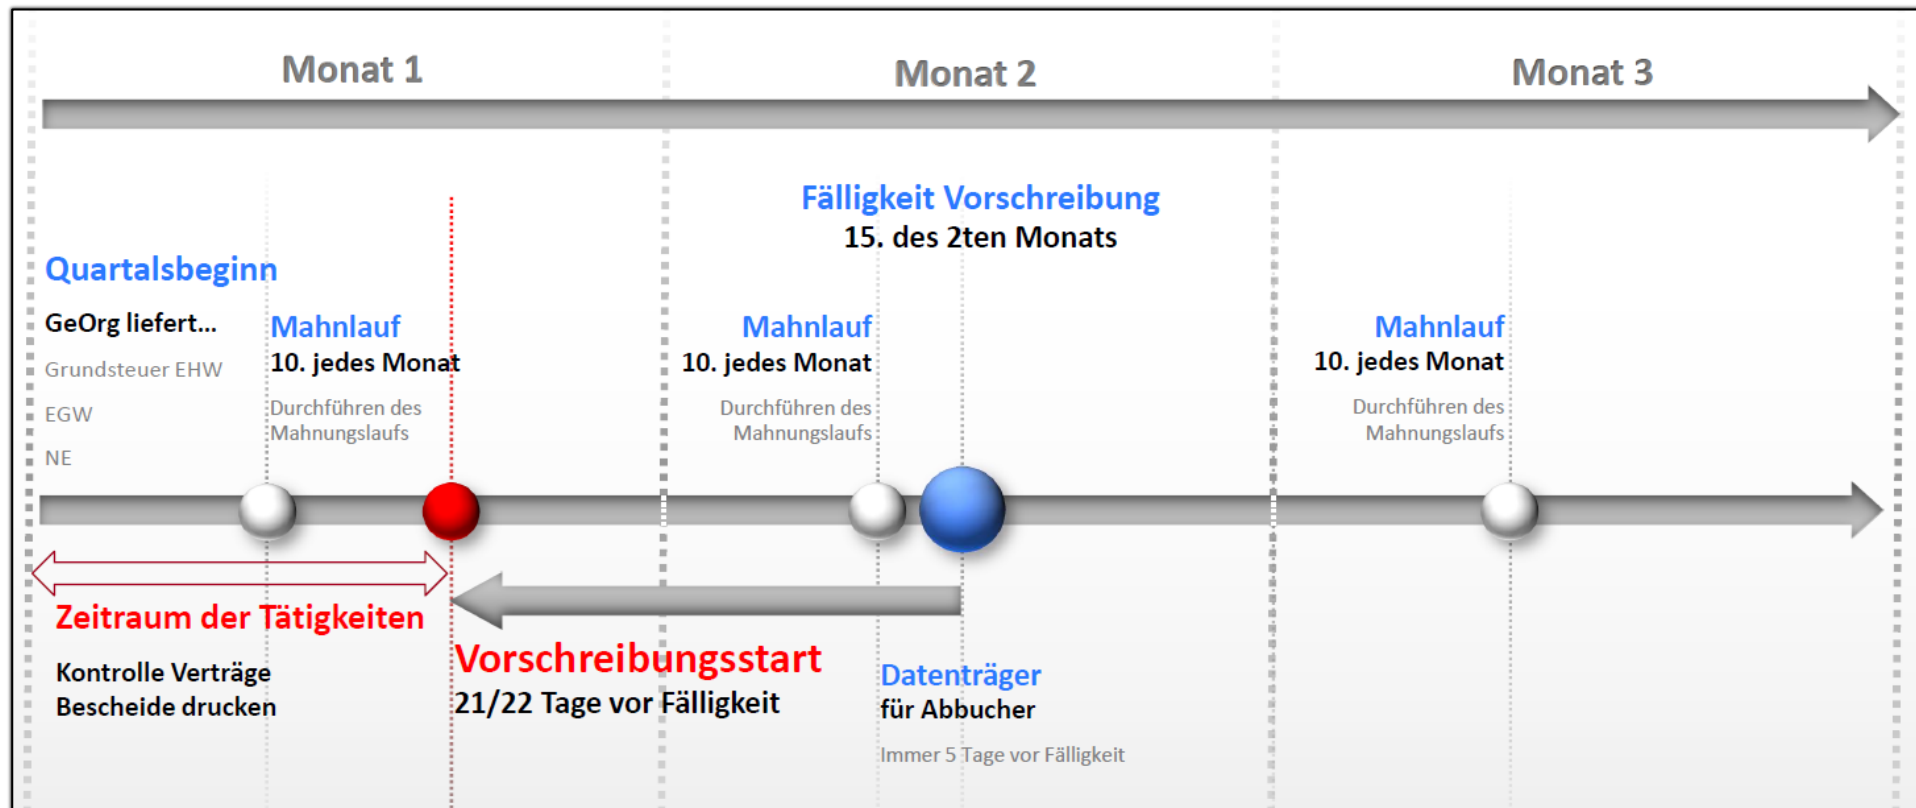 Monat 1
Monat 2
Monat 3
Fälligkeit Vorschreibung
15. des 2ten Monats
Quartalsbeginn
GeOrg liefert...
Grundsteuer EHW
EGW
NE
Mahnlauf
10. jedes Monat
Durchführen des
Mahnungslaufs
Mahnlauf
10. jedes Monat
Durchführen des
Mahnungslaufs
Mahnlauf
10. jedes Monat
Durchführen des
Mahnungslaufs
Zeitraum der Tätigkeiten
Kontrolle Verträge
Bescheide drucken
Vorschreibungsstart
21/22 Tage vor Fälligkeit
Datenträger
für Abbucher
Immer 5 Tage vor Fälligkeit